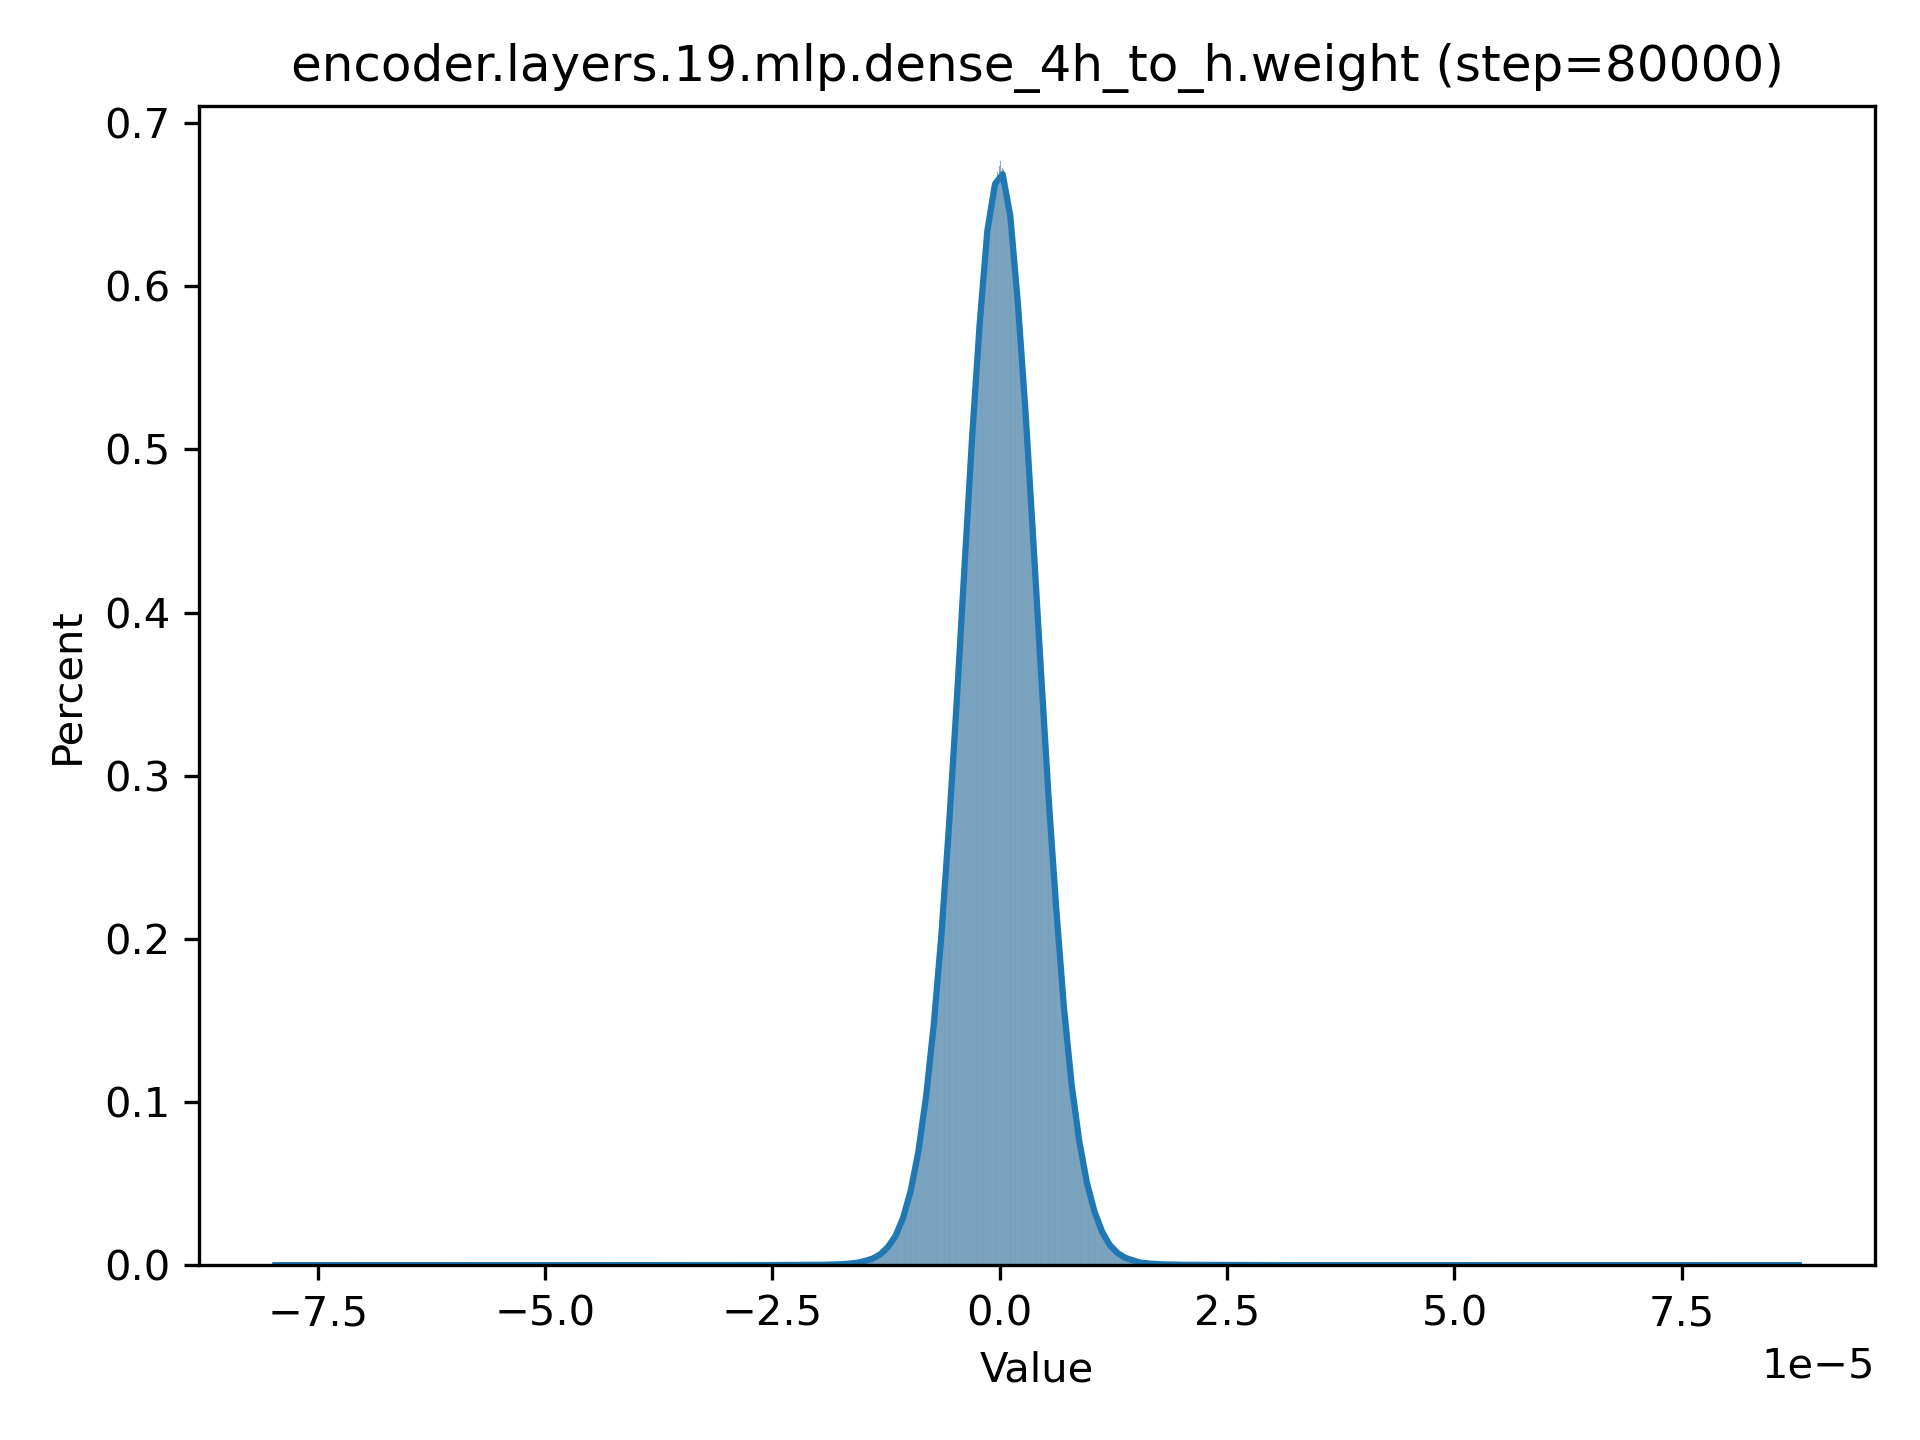 encoder.layers.19.mlp.dense_4h_to_h.weight (step=80000)
Percent
0.7
0.6
0.5
0.4
0.3
0.2
0.1
0.0
−7.5 −5.0 −2.5 0.0 2.5 5.0 7.5
Value
1e−5